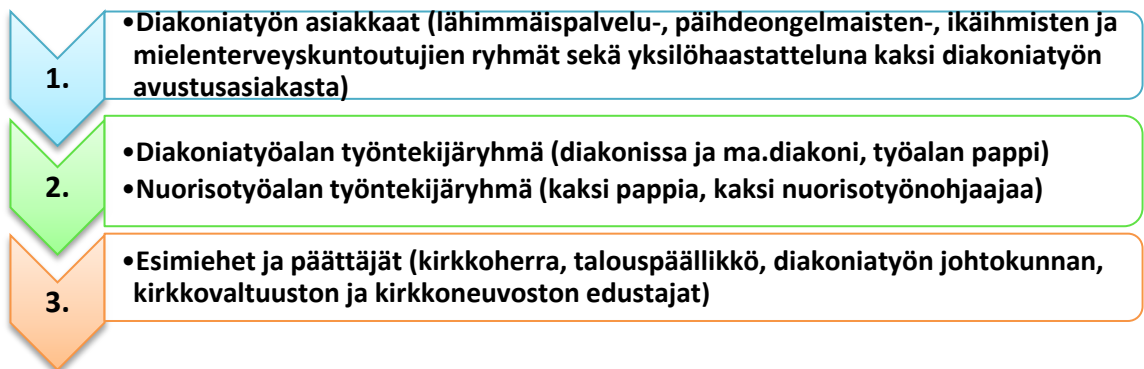 1.
•Diakoniatyön asiakkaat (lähimmäispalvelu-, päihdeongelmaisten-, ikäihmisten ja
mielenterveyskuntoutujien ryhmät sekä yksilöhaastatteluna kaksi diakoniatyön
avustusasiakasta)
2.
•Diakoniatyöalan työntekijäryhmä (diakonissa ja ma.diakoni, työalan pappi)
•Nuorisotyöalan työntekijäryhmä (kaksi pappia, kaksi nuorisotyönohjaajaa)
3.
•Esimiehet ja päättäjät (kirkkoherra, talouspäällikkö, diakoniatyön johtokunnan,
kirkkovaltuuston ja kirkkoneuvoston edustajat)